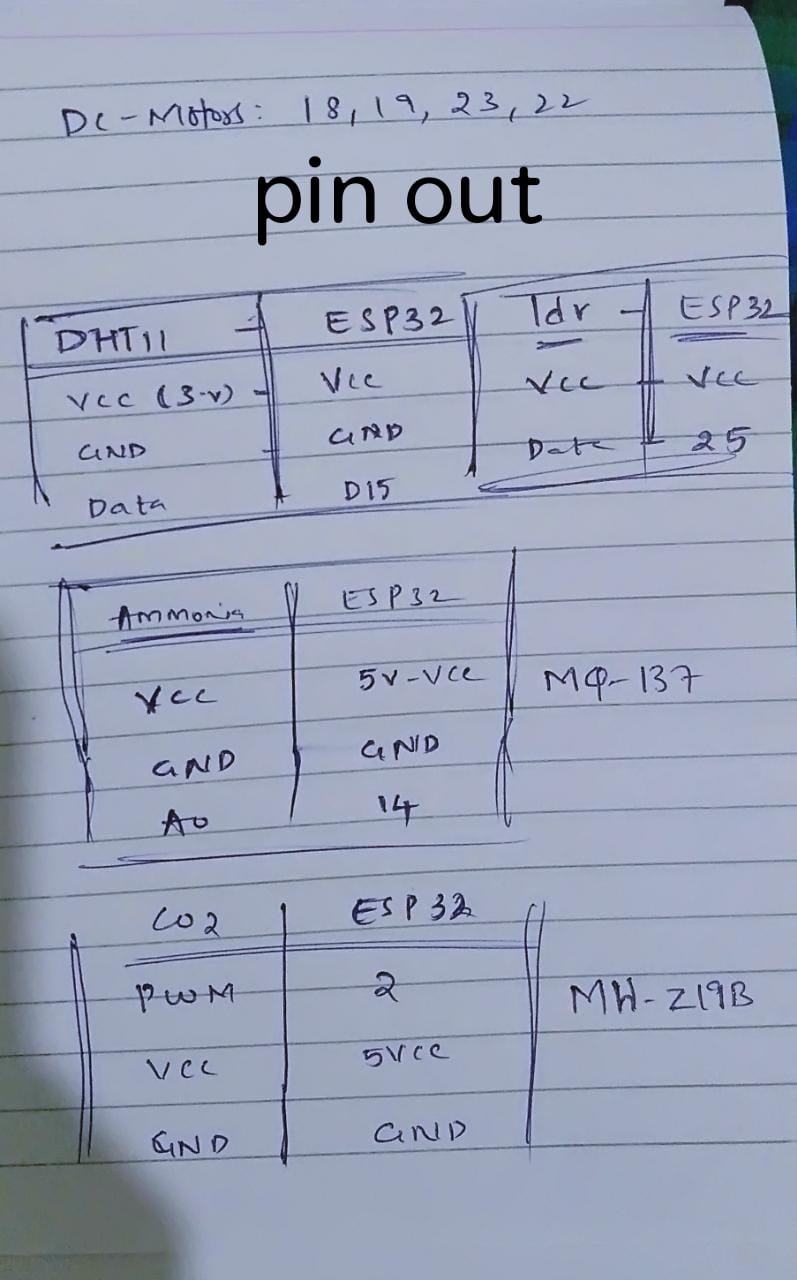 DC-Motors: 18, 19, 23, 22
pin out
DHT11 - ESP32
VCC (3-V) - VCC
GND - GND
Data - D15
Ldr - ESP32
VCC - VCC
Data - 25
Ammonia ESP32
VCC 5V-VCC
GND GND
A0 14
MQ-137
CO2 ESP32
PWM 2
VCC 5VCC
GND GND
MH-Z19B